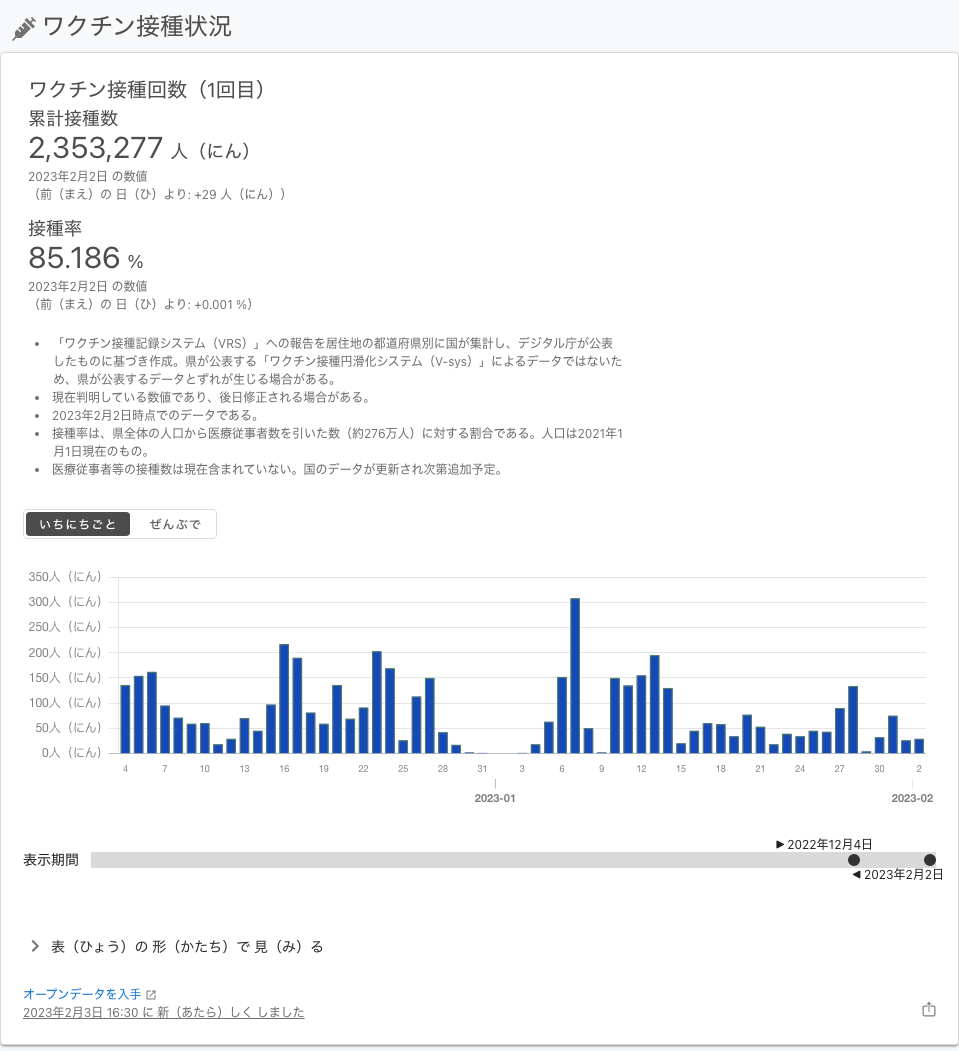 ワクチン接種状況
ワクチン接種回数（1回目）
累計接種数
2,353,277 人（にん）
2023年2月2日 の数値
（前（まえ）の 日（ひ）より: +29 人（にん））
接種率
85.186 %
2023年2月2日 の数値
（前（まえ）の 日（ひ）より: +0.001 %）
• 「ワクチン接種記録システム（VRS）」への報告を居住地の都道府県別に国が集計し、デジタル庁が公表
したものに基づき作成。県が公表する「ワクチン接種円滑化システム（V-sys）」によるデータではないた
め、県が公表するデータとずれが生じる場合がある。
• 現在判明している数値であり、後日修正される場合がある。
• 2023年2月2日時点でのデータである。
• 接種率は、県全体の人口から医療従事者数を引いた数（約276万人）に対する割合である。人口は2021年1
月1日現在のもの。
• 医療従事者等の接種数は現在含まれていない。国のデータが更新され次第追加予定。
いちにちごと ぜんぶで
350人（にん）
300人（にん）
250人（にん）
200人（にん）
150人（にん）
100人（にん）
50人（にん）
0人（にん）
4 7 10 13 16 19 22 25 28 31 3 6 9 12 15 18 21 24 27 30 2
2023-01 2023-02
▶ 2022年12月4日
表示期間
◀ 2023年2月2日
表（ひょう）の 形（かたち）で 見（み）る
オープンデータを入手
2023年2月3日 16:30 に 新（あたら）しく しました